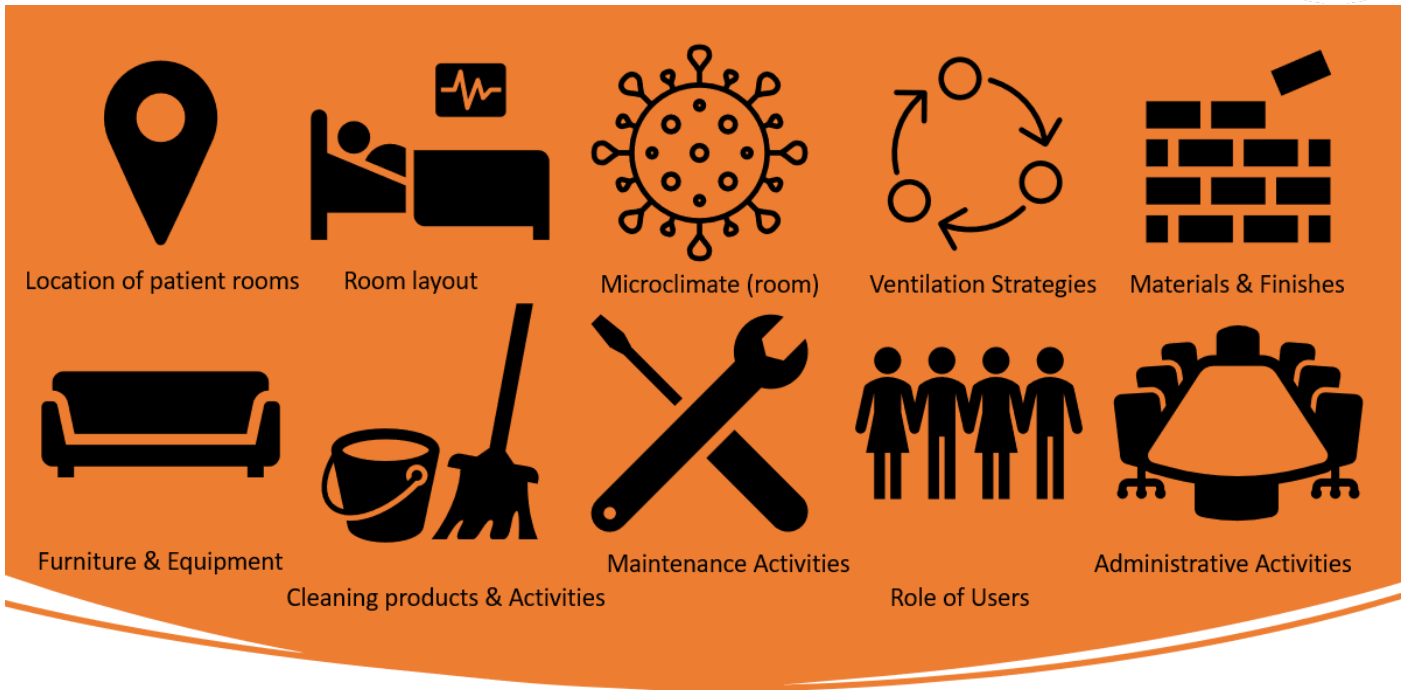 Location of patient rooms
Room layout
Microclimate (room)
Ventilation Strategies
Materials & Finishes
Furniture & Equipment
Cleaning products & Activities
Maintenance Activities
Role of Users
Administrative Activities